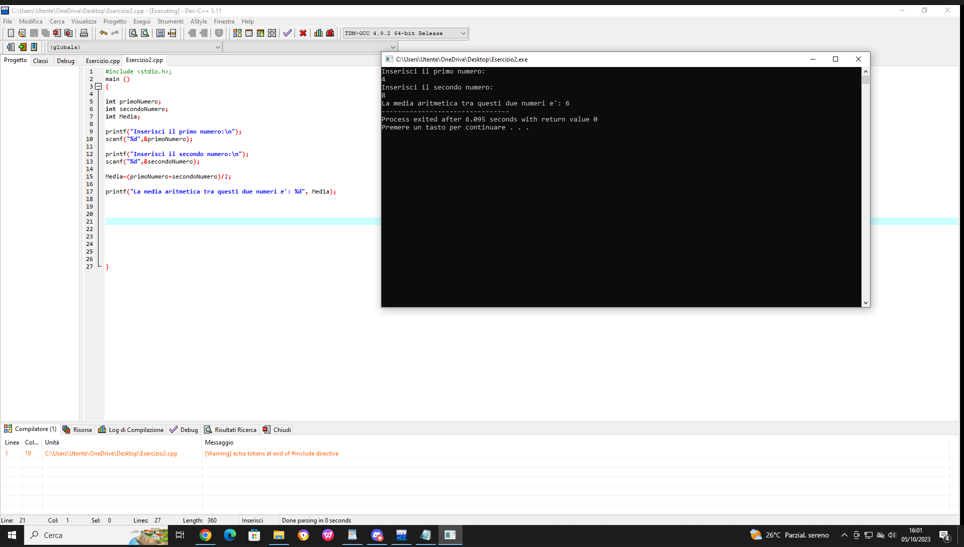 C:\Users\Utente\OneDrive\Desktop\Esercizio2.cpp - [Executing] - Dev-C++ 5.11
File Modifica Cerca Visualizza Progetto Esegui Strumenti AStyle Finestra Help
TDM-GCC 4.9.2 64-bit Release
(globals)
Progetto Classi Debug Esercizio.cpp Esercizio2.cpp
1 #include <stdio.h>;
2 main ()
3 {
4
5 int primoNumero;
6 int secondoNumero;
7 int Media;
8
9 printf("Inserisci il primo numero:\n");
10 scanf("%d",&primoNumero);
11
12 printf("Inserisci il secondo numero:\n");
13 scanf("%d",&secondoNumero);
14
15 Media=(primoNumero+secondoNumero)/2;
16
17 printf("La media aritmetica tra questi due numeri e': %d", Media);
18
19
20
21
22
23
24
25
26
27 }
C:\Users\Utente\OneDrive\Desktop\Esercizio2.exe
Inserisci il primo numero:
4
Inserisci il secondo numero:
8
La media aritmetica tra questi due numeri e': 6
--------------------------------
Process exited after 6.095 seconds with return value 0
Premere un tasto per continuare . . .
Compilatore (1) Risorse Log di Compilazione Debug Risultati Ricerca Chiudi
Linea Col... Unità Messaggio
1 19 C:\Users\Utente\OneDrive\Desktop\Esercizio2.cpp [Warning] extra tokens at end of #include directive
Line: 21 Col: 1 Sel: 0 Lines: 27 Length: 360 Inserisci Done parsing in 0 seconds
Cerca
26°C Parzial. sereno
16:01
05/10/2023